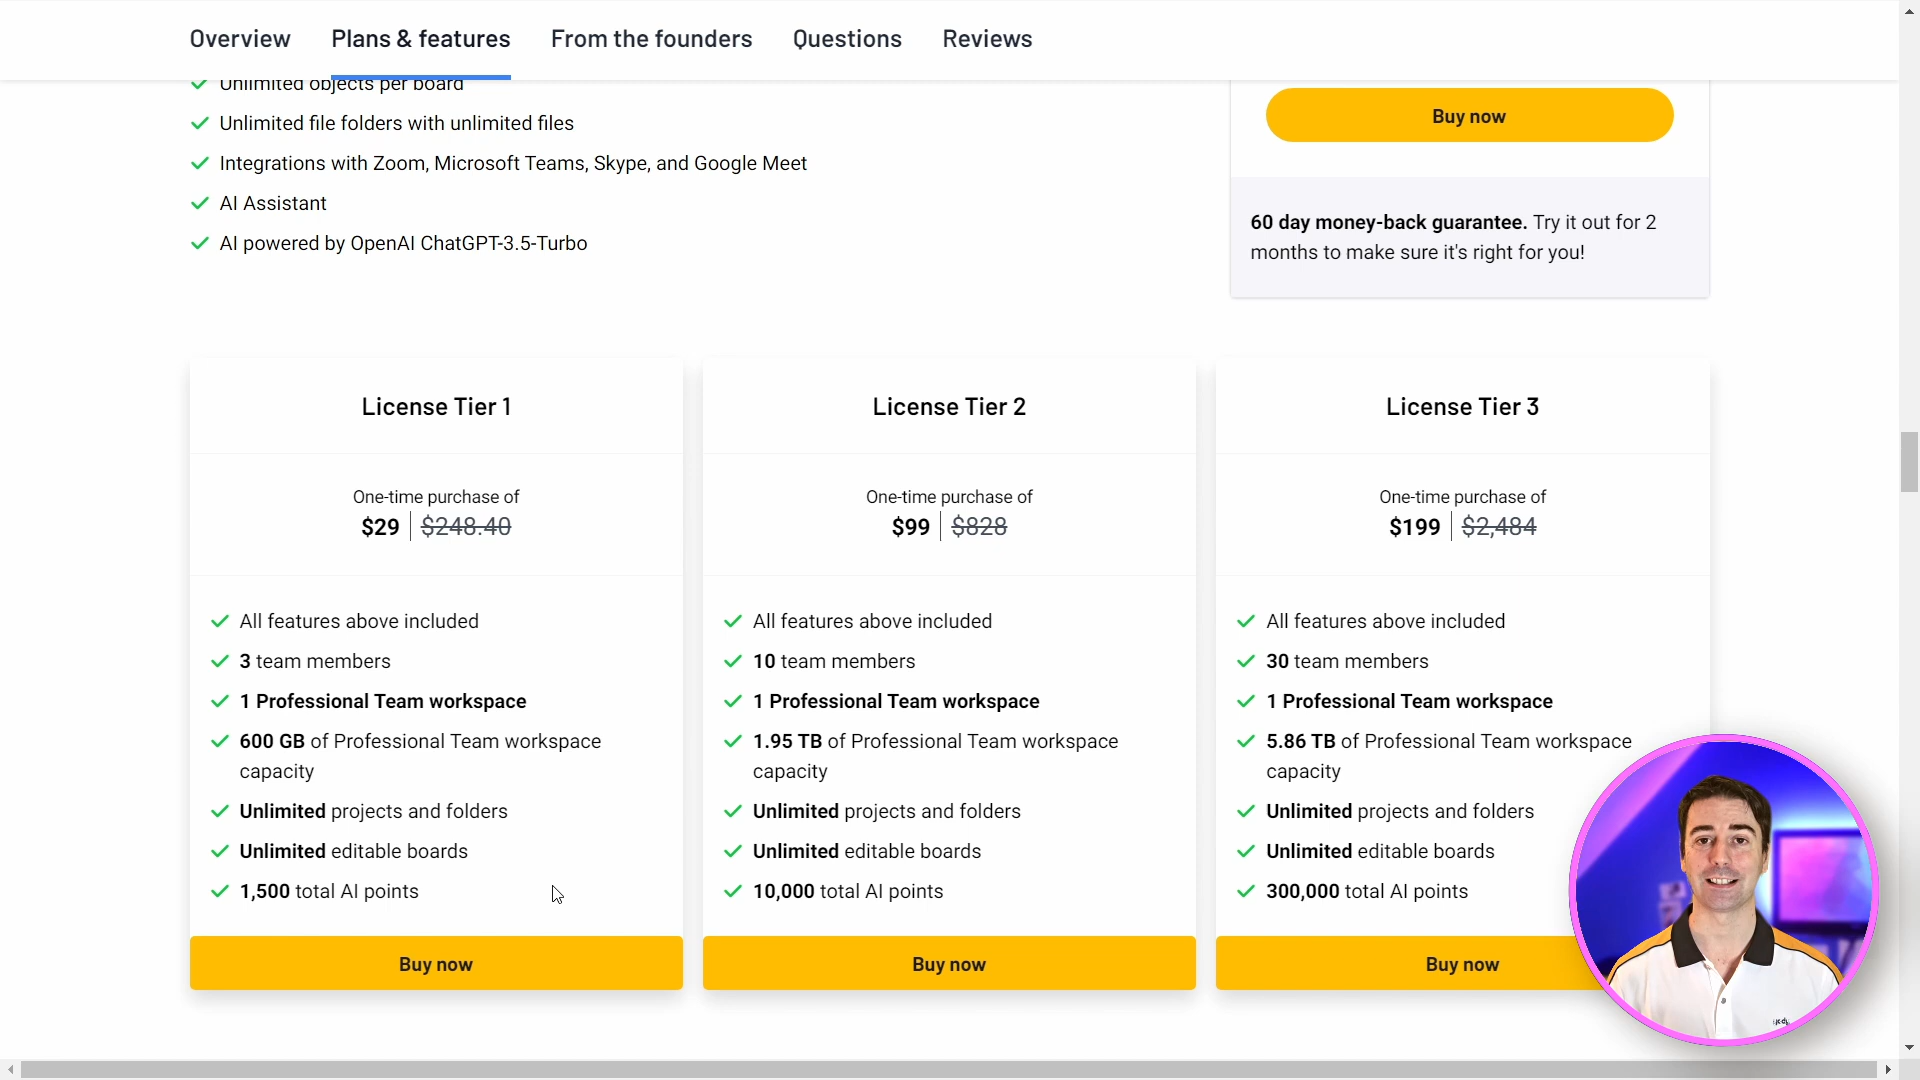 Overview Plans & features From the founders Questions Reviews
Unlimited objects per board
Unlimited file folders with unlimited files
Integrations with Zoom, Microsoft Teams, Skype, and Google Meet
AI Assistant
AI powered by OpenAI ChatGPT-3.5-Turbo
Buy now
60 day money-back guarantee. Try it out for 2
months to make sure it's right for you!
License Tier 1
One-time purchase of
$29 $248.40
All features above included
3 team members
1 Professional Team workspace
600 GB of Professional Team workspace
capacity
Unlimited projects and folders
Unlimited editable boards
1,500 total AI points
Buy now
License Tier 2
One-time purchase of
$99 $828
All features above included
10 team members
1 Professional Team workspace
1.95 TB of Professional Team workspace
capacity
Unlimited projects and folders
Unlimited editable boards
10,000 total AI points
Buy now
License Tier 3
One-time purchase of
$199 $2,484
All features above included
30 team members
1 Professional Team workspace
5.86 TB of Professional Team workspace
capacity
Unlimited projects and folders
Unlimited editable boards
300,000 total AI points
Buy now